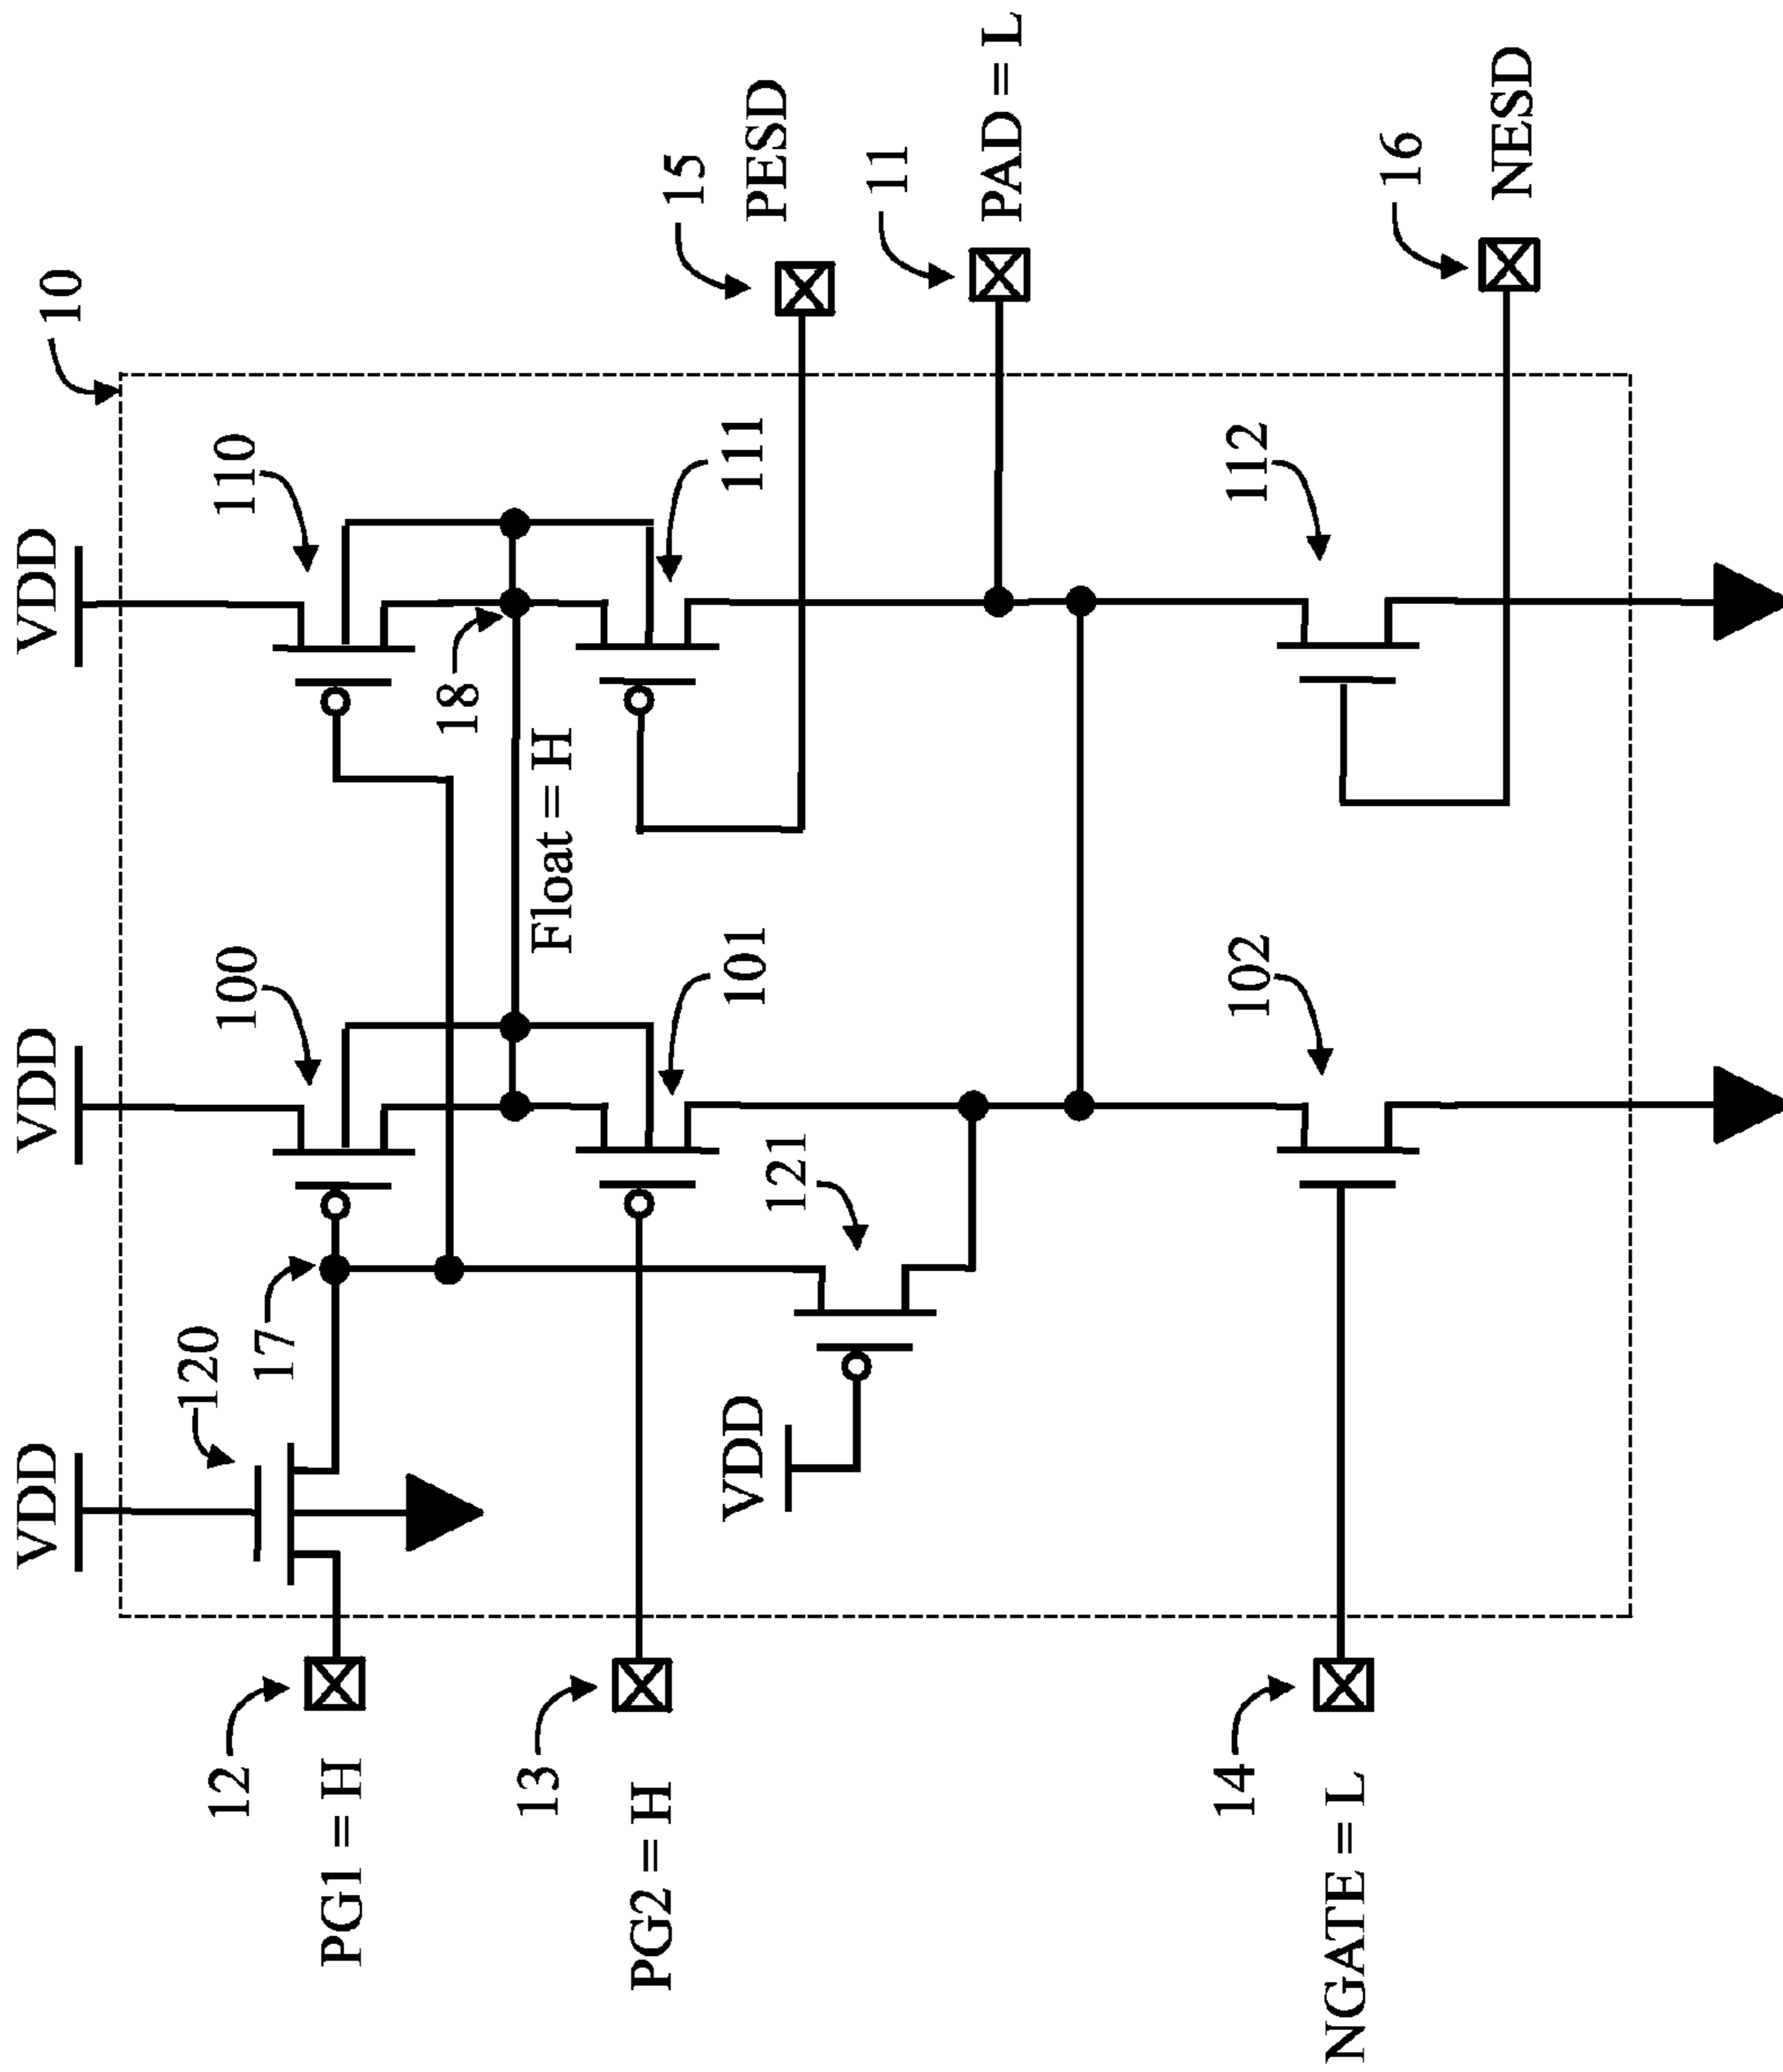 10
VDD
VDD
VDD
110
100
120
17
18
Float = H
111
101
121
VDD
112
102
15
PESD
11
PAD = L
16
NESD
12
PG1 = H
13
PG2 = H
14
NGATE = L